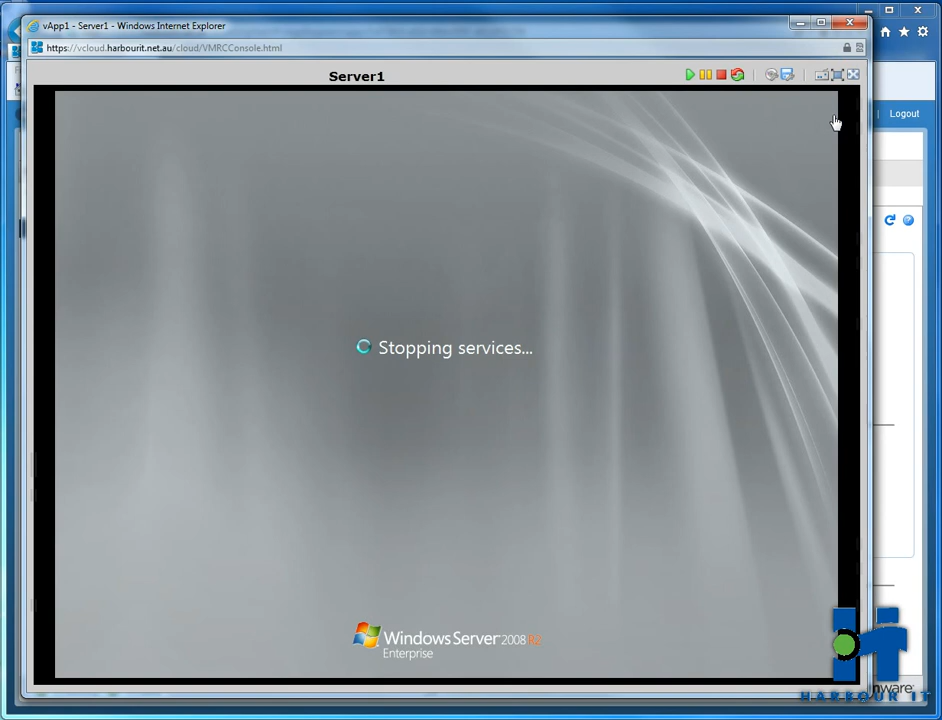 vApp1 - Server1 - Windows Internet Explorer
https://vcloud.harbourit.net.au/cloud/VMRCConsole.html
Server1
Logout
Stopping services...
Windows Server 2008 R2
Enterprise
nware
HARBOUR IT